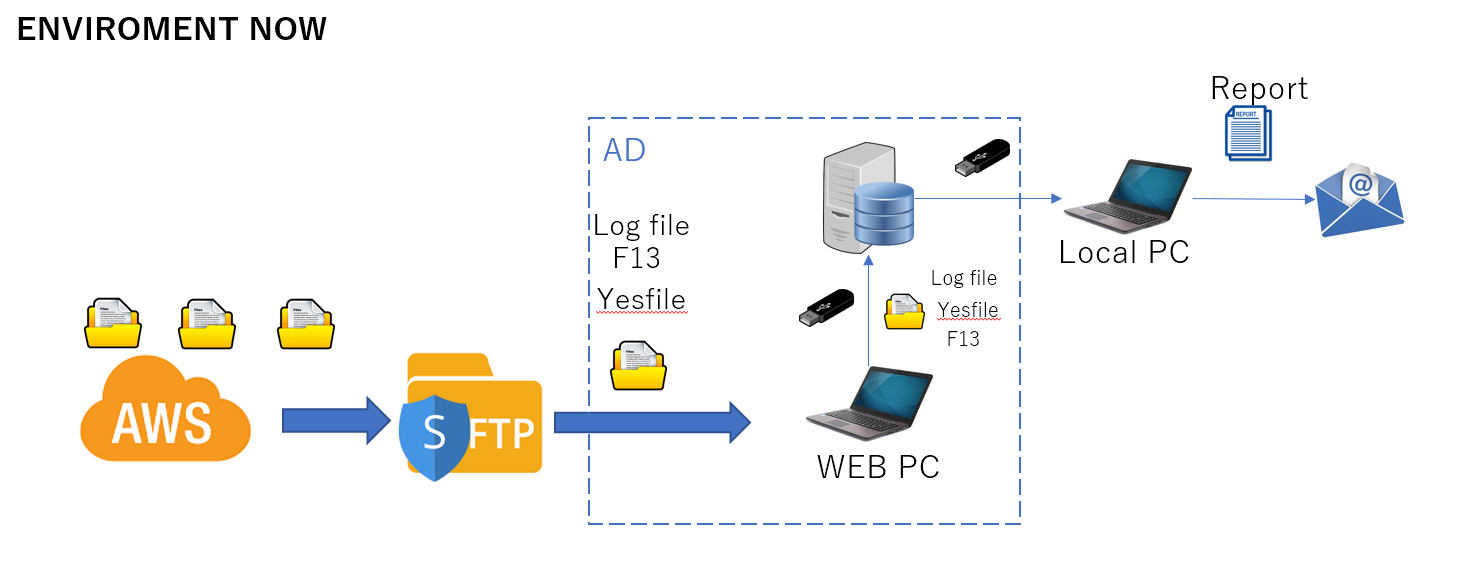 ENVIROMENT NOW
Report
REPORT
AD
@
Log file
F13
Yesfile
Local PC
Log file
Yesfile
F13
Files
Files
Files
Files
Files
AWS
S FTP
WEB PC